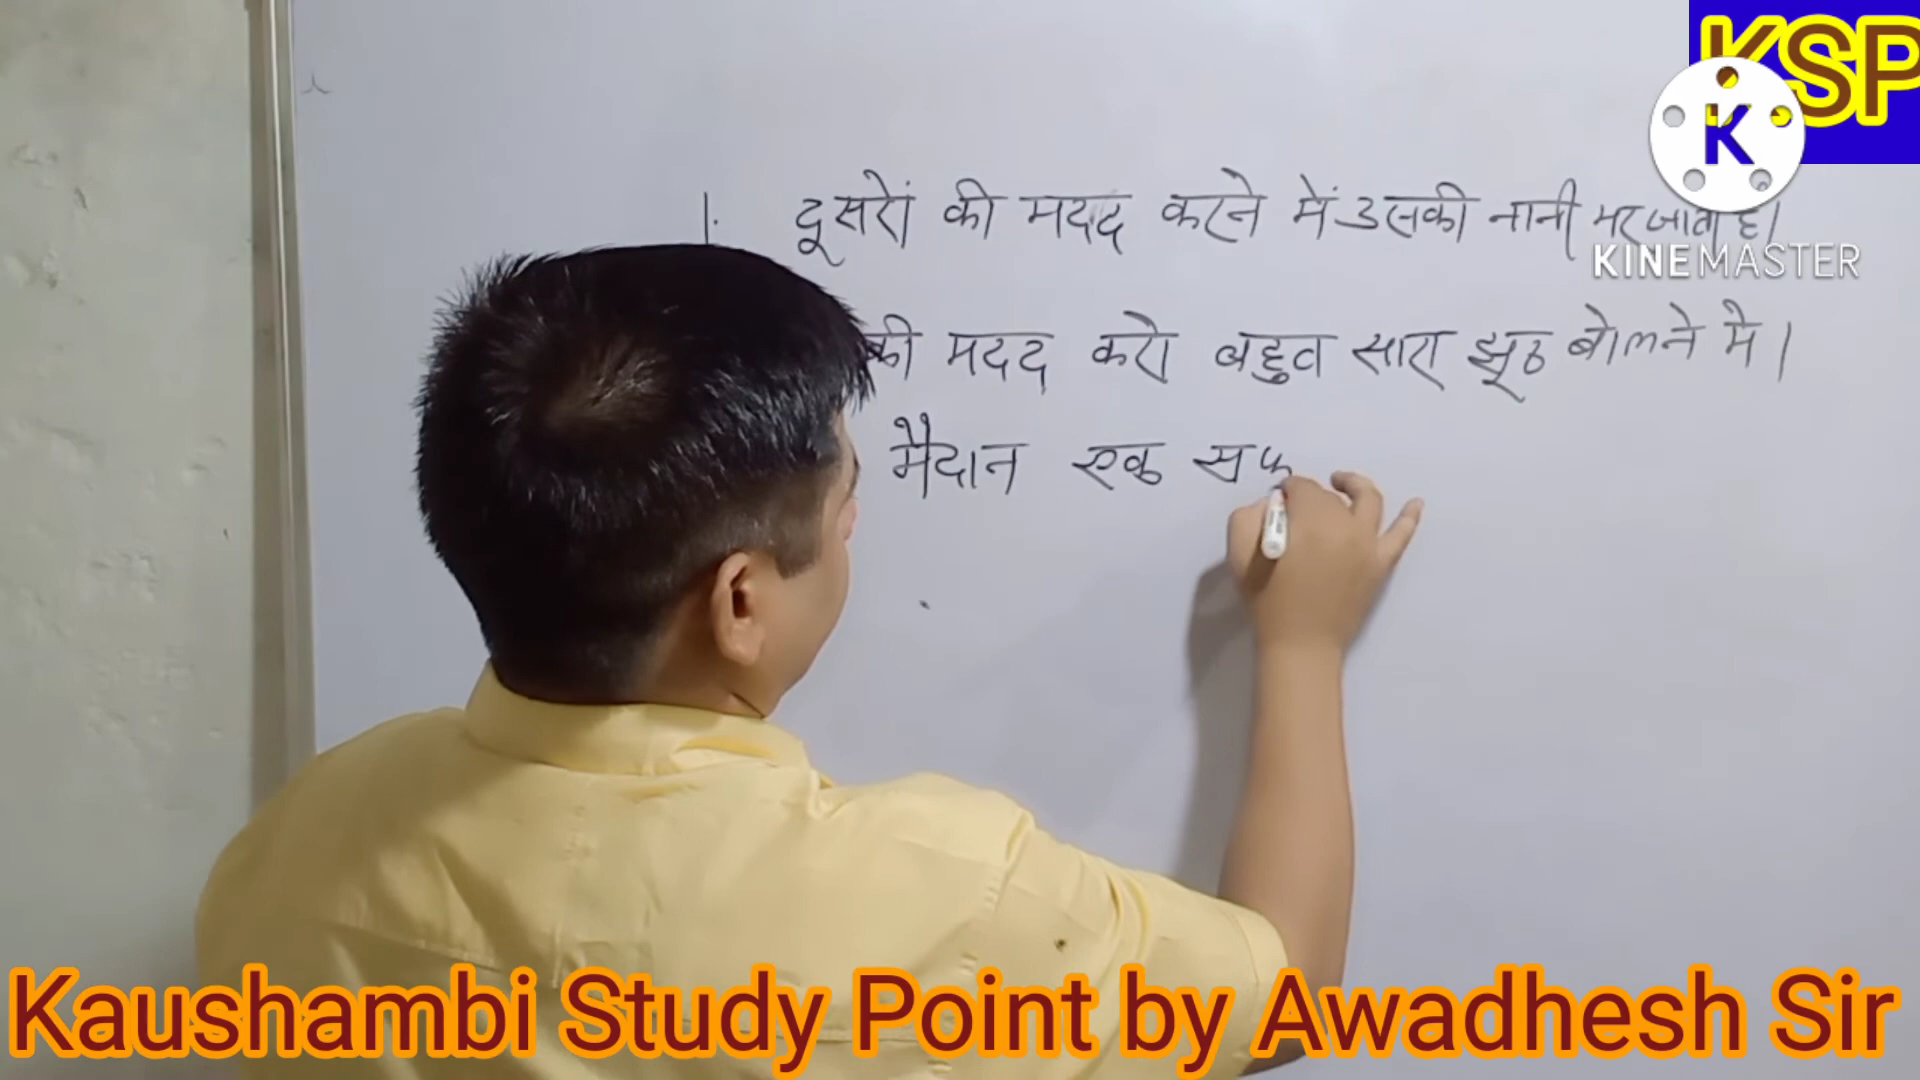 KSP
K
KINEMASTER
1. दूसरों की मदद करने में उसकी नानी मर जाती है।
की मदद करो बहुत सारा झूठ बोलने मे।
मैदान एक सफ
Kaushambi Study Point by Awadhesh Sir